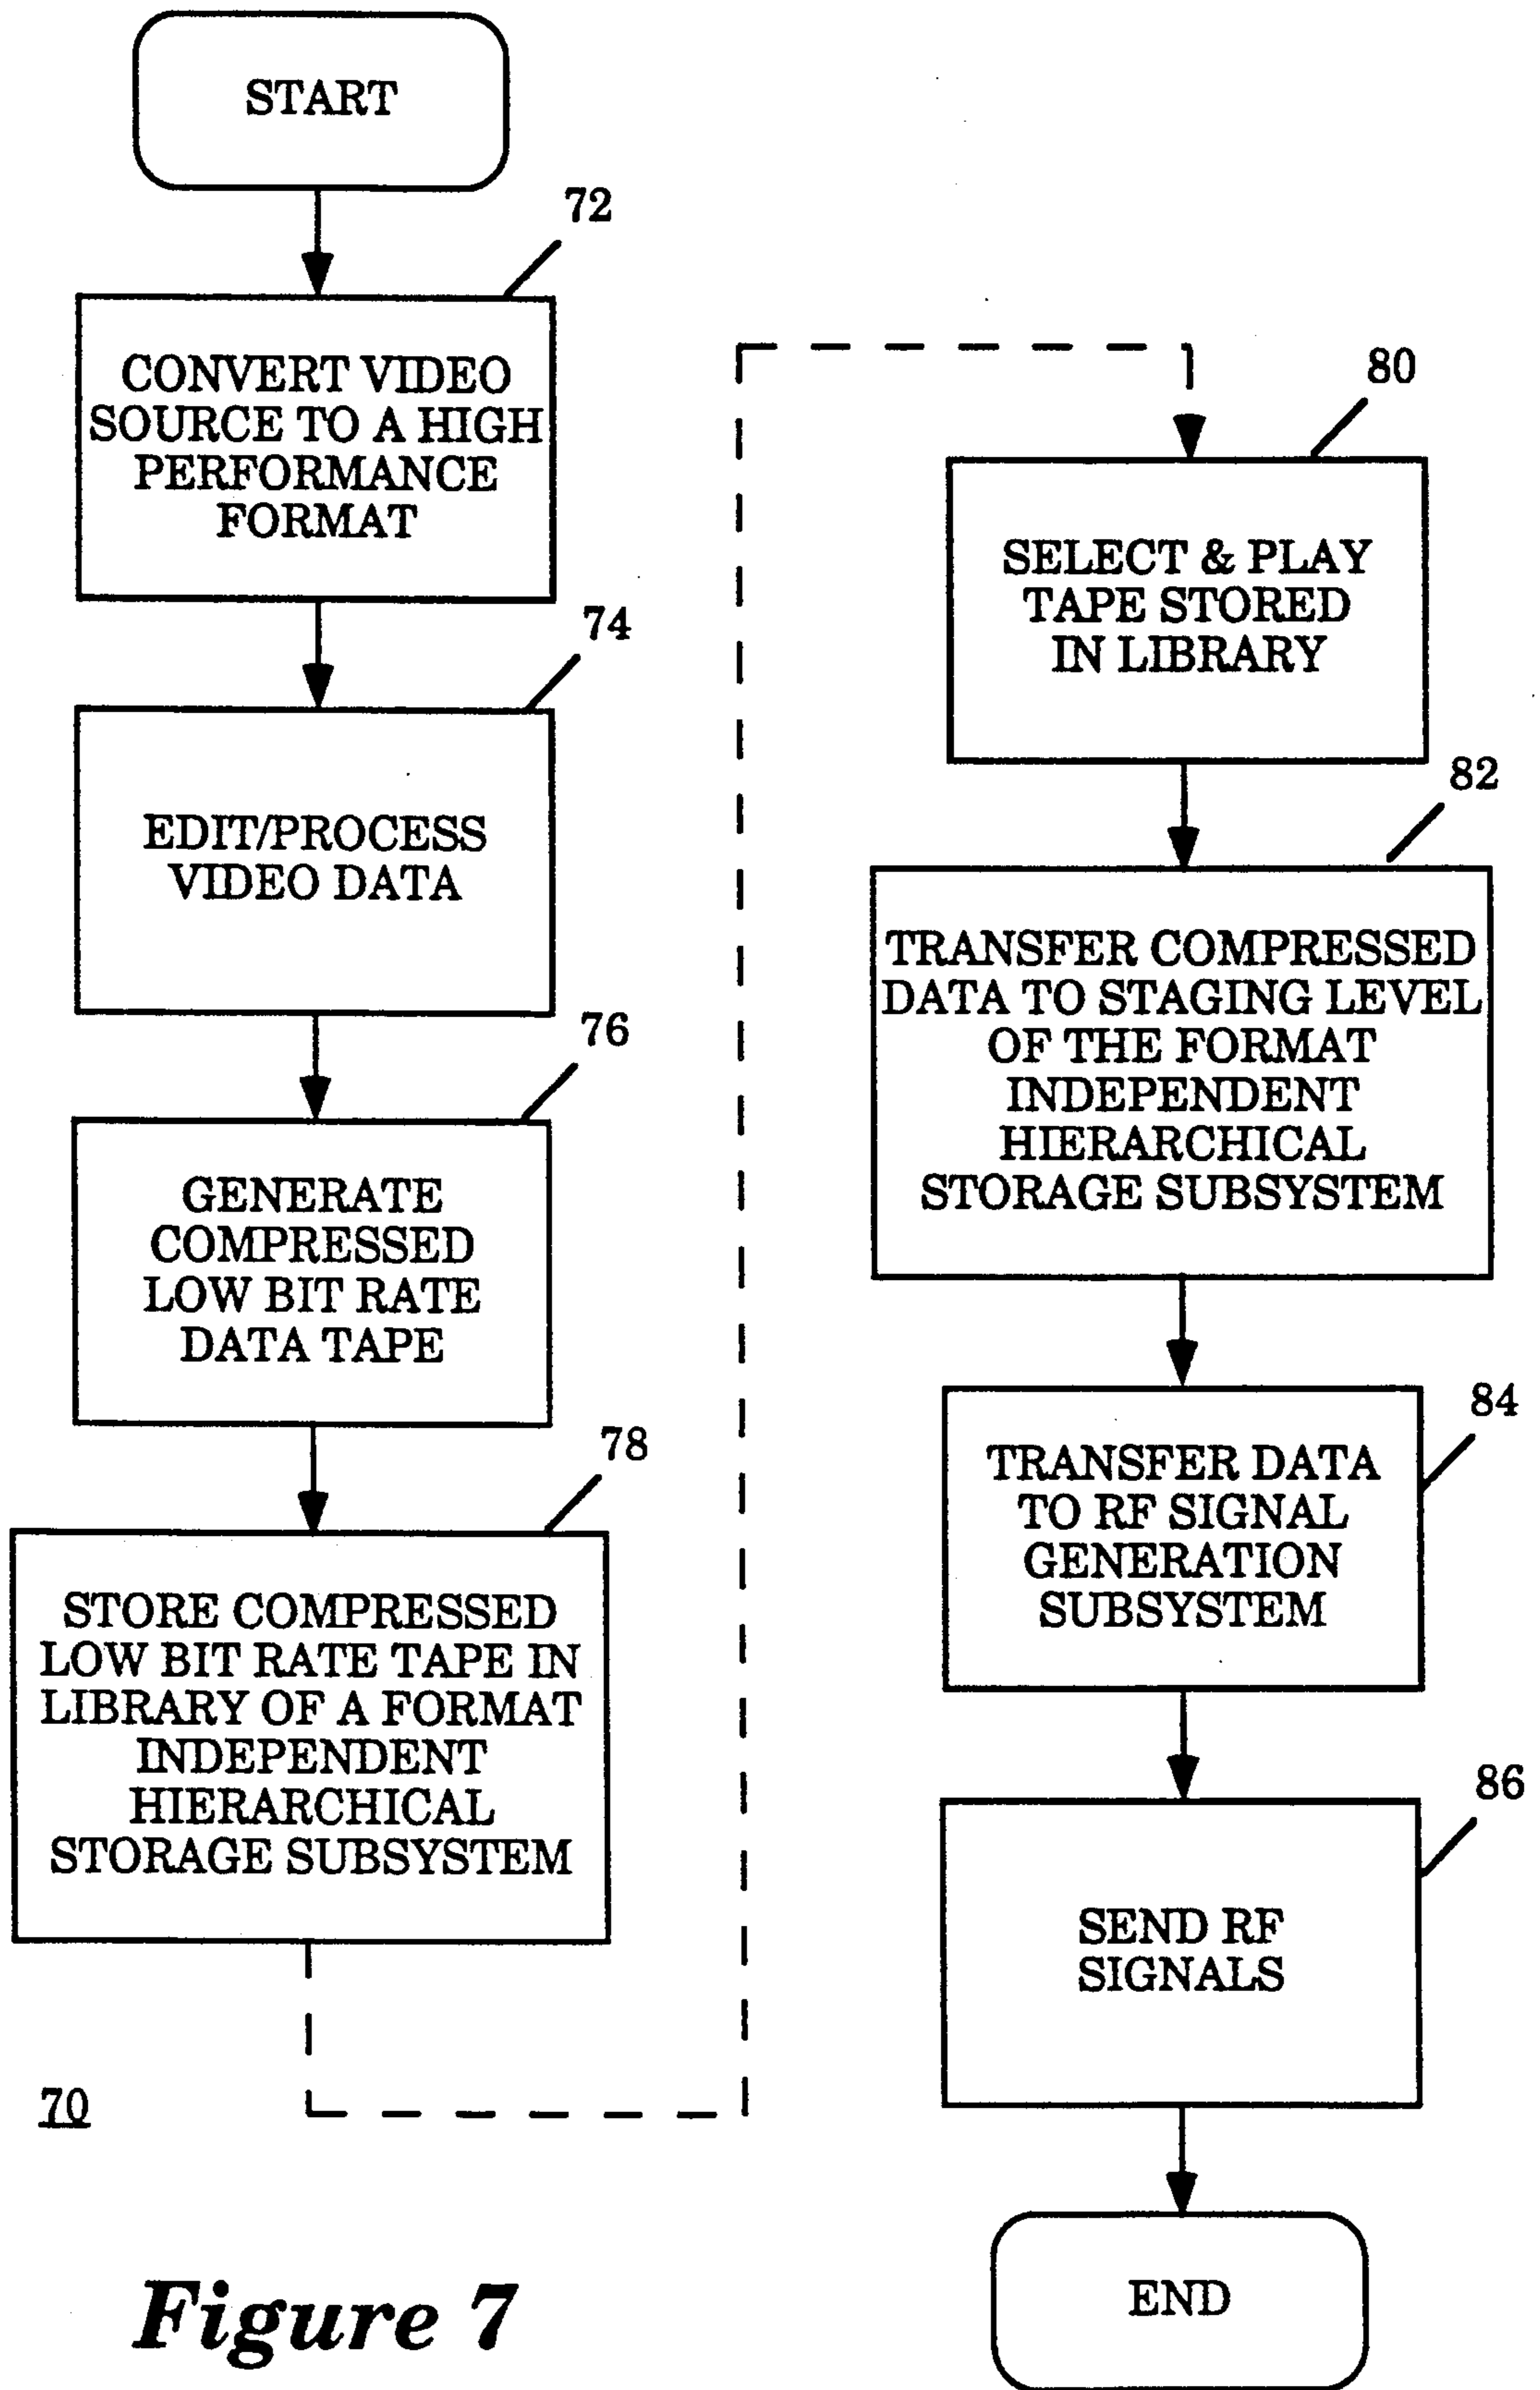 START
72
CONVERT VIDEO
SOURCE TO A HIGH
PERFORMANCE
FORMAT
74
EDIT/PROCESS
VIDEO DATA
76
GENERATE
COMPRESSED
LOW BIT RATE
DATA TAPE
78
STORE COMPRESSED
LOW BIT RATE TAPE IN
LIBRARY OF A FORMAT
INDEPENDENT
HIERARCHICAL
STORAGE SUBSYSTEM
70
80
SELECT & PLAY
TAPE STORED
IN LIBRARY
82
TRANSFER COMPRESSED
DATA TO STAGING LEVEL
OF THE FORMAT
INDEPENDENT
HIERARCHICAL
STORAGE SUBSYSTEM
84
TRANSFER DATA
TO RF SIGNAL
GENERATION
SUBSYSTEM
86
SEND RF
SIGNALS
END
Figure 7